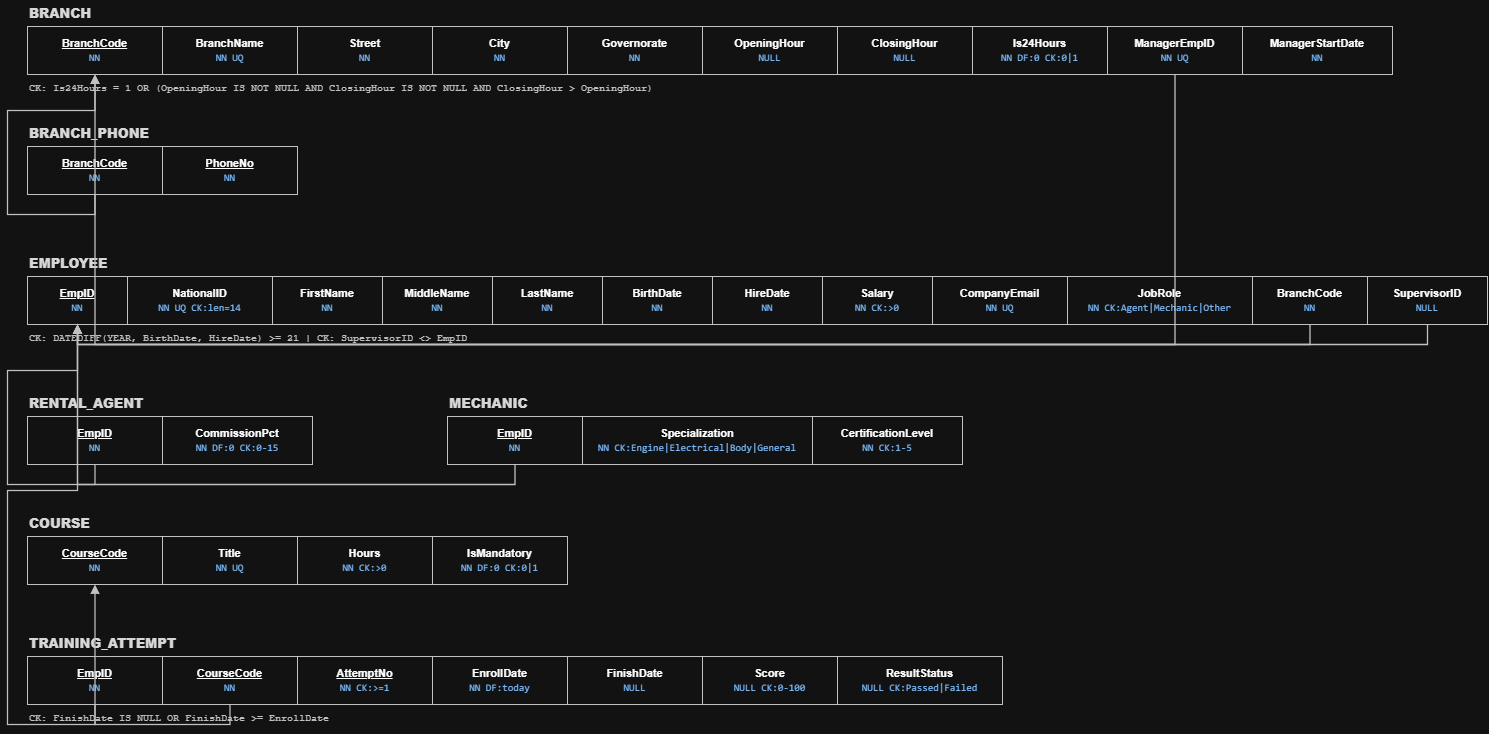 BRANCH
BranchCode BranchName Street City Governorate OpeningHour ClosingHour Is24Hours ManagerEmpID ManagerStartDate
NN NN UQ NN NN NN NULL NULL NN DF:0 CK:0|1 NN UQ NN
CK: Is24Hours = 1 OR (OpeningHour IS NOT NULL AND ClosingHour IS NOT NULL AND ClosingHour > OpeningHour)
BRANCH_PHONE
BranchCode PhoneNo
NN NN
EMPLOYEE
EmpID NationalID FirstName MiddleName LastName BirthDate HireDate Salary CompanyEmail JobRole BranchCode SupervisorID
NN NN UQ CK:len=14 NN NN NN NN NN NN CK:>0 NN UQ NN CK:Agent|Mechanic|Other NN NULL
CK: DATEDIFF(YEAR, BirthDate, HireDate) >= 21 | CK: SupervisorID <> EmpID
RENTAL_AGENT MECHANIC
EmpID CommissionPct EmpID Specialization CertificationLevel
NN NN DF:0 CK:0-15 NN NN CK:Engine|Electrical|Body|General NN CK:1-5
COURSE
CourseCode Title Hours IsMandatory
NN NN UQ NN CK:>0 NN DF:0 CK:0|1
TRAINING_ATTEMPT
EmpID CourseCode AttemptNo EnrollDate FinishDate Score ResultStatus
NN NN NN CK:>=1 NN DF:today NULL NULL CK:0-100 NULL CK:Passed|Failed
CK: FinishDate IS NULL OR FinishDate >= EnrollDate